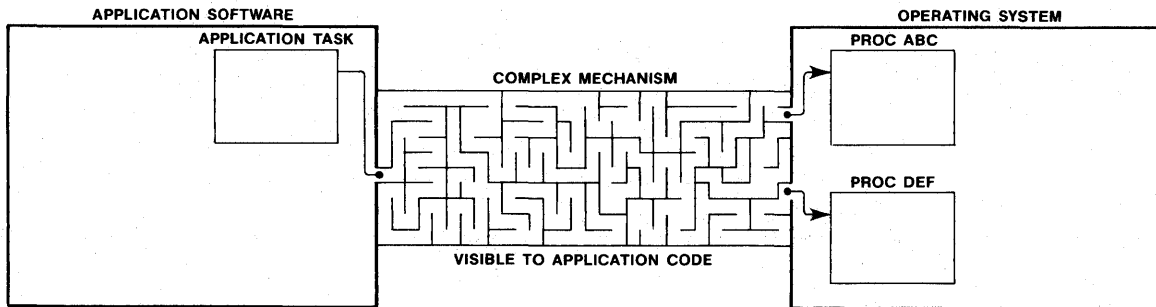 APPLICATION SOFTWARE
OPERATING SYSTEM
APPLICATION TASK
PROC ABC
COMPLEX MECHANISM
PROC DEF
VISIBLE TO APPLICATION CODE